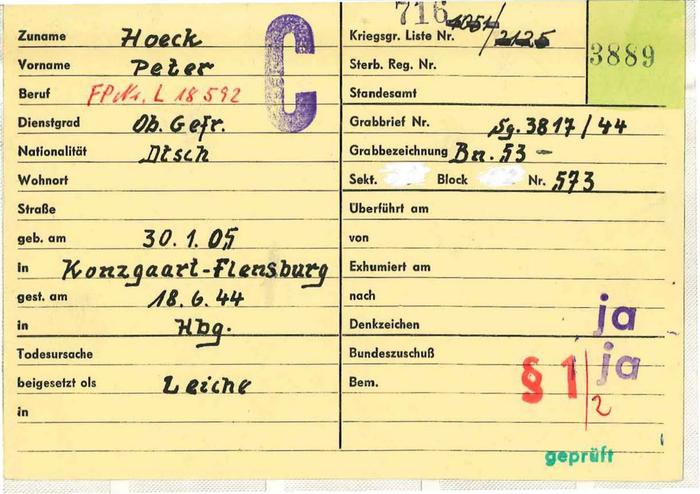 716
Zuname Hoeck
C
Vorname Peter
Beruf FPNr. L 18592
Dienstgrad Ob. Gefr.
Nationalität Dtsch
Wohnort
Straße
geb. am 30.1.05
in Konzgaart-Flensburg
gest. am 18.6.44
in Hbg.
Todesursache
beigesetzt als Leiche
in
Kriegsgr. Liste Nr. /2125
3889
Sterb. Reg. Nr.
Standesamt
Grabbrief Nr. Sg. 3817/44
Grabbezeichnung Bn. 53 -
Sekt. Block Nr. 573
Überführt am
von
Exhumiert am
nach
Denkzeichen ja
Bundeszuschuß ja
Bem. § 1/2
geprüft